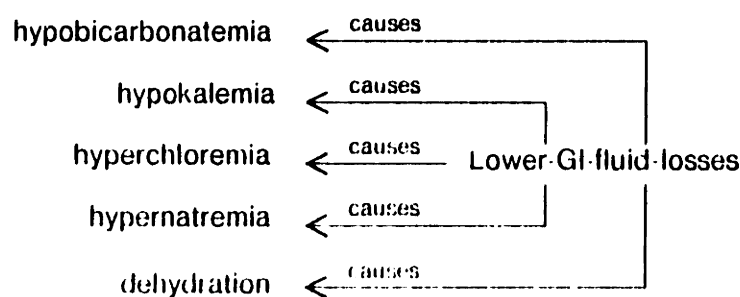 causes
hypobicarbonatemia
causes
hypokalemia
causes
hyperchloremia
Lower-GI-fluid-losses
causes
hypernatremia
causes
dehydration